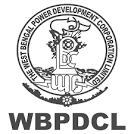 THE WEST BENGAL POWER DEVELOPMENT CORPORATION LIMITED
WBPDCL